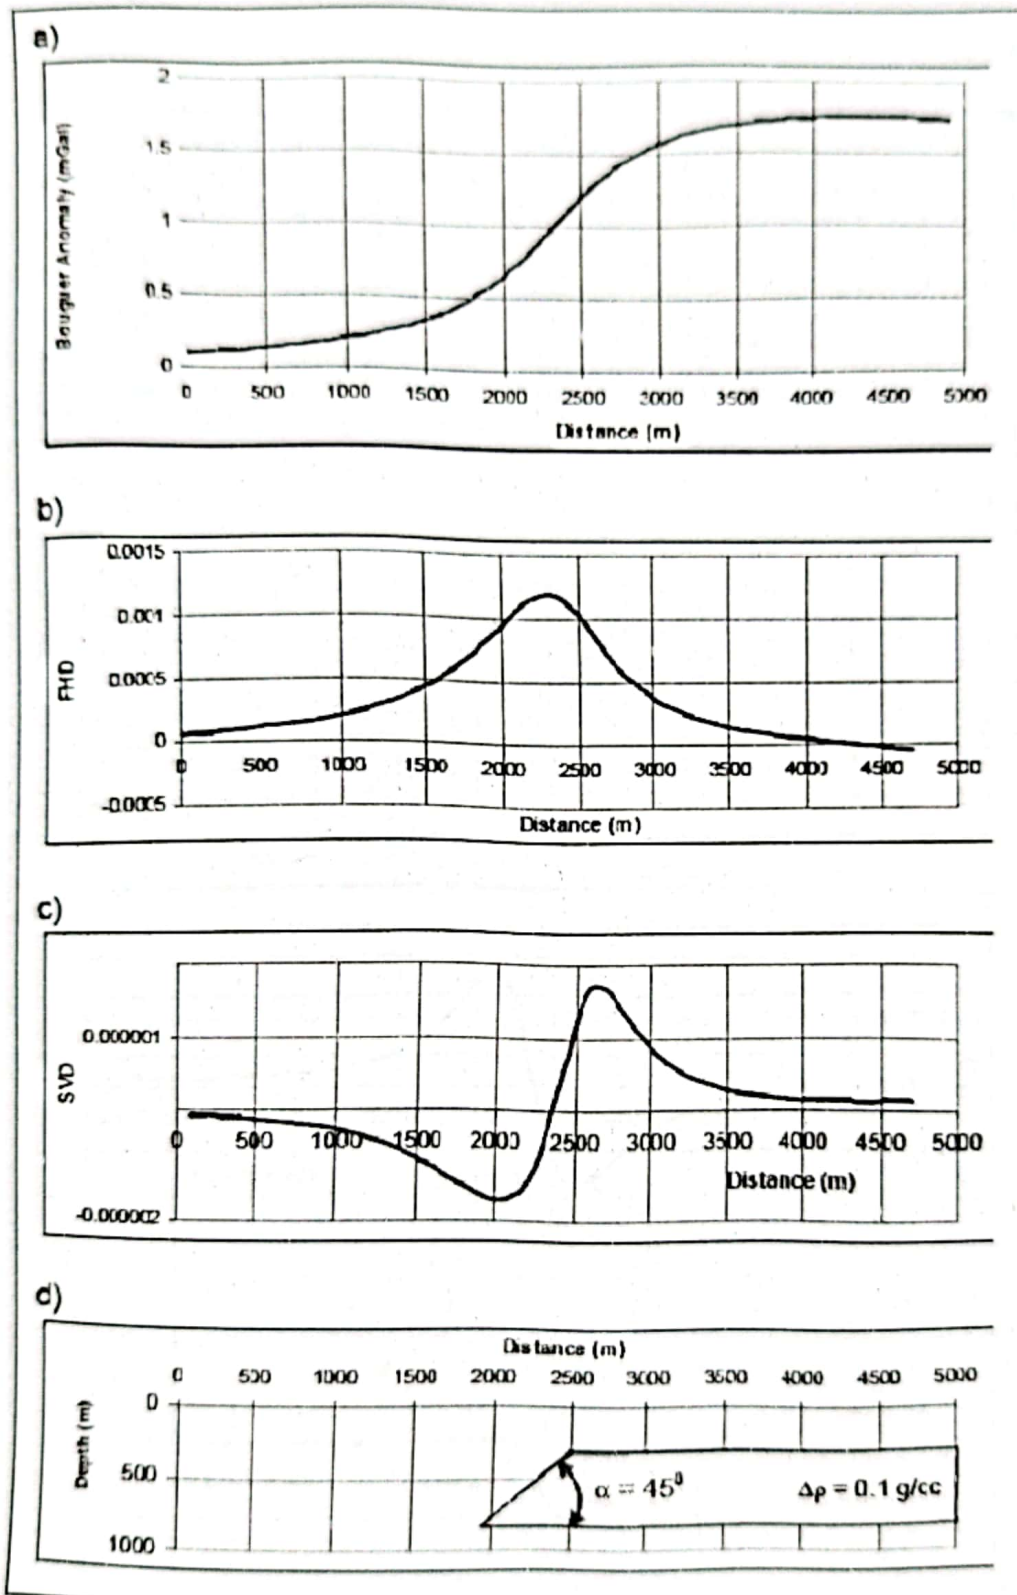 a)
2
1.5
1
0.5
0
Bouguer Anomaly (mGal)
0 500 1000 1500 2000 2500 3000 3500 4000 4500 5000
Distance (m)
b)
0.0015
0.001
0.0005
0
-0.0005
FHD
0 500 1000 1500 2000 2500 3000 3500 4000 4500 5000
Distance (m)
c)
0.000001
-0.000002
SVD
0 500 1000 1500 2000 2500 3000 3500 4000 4500 5000
Distance (m)
d)
Distance (m)
0 500 1000 1500 2000 2500 3000 3500 4000 4500 5000
0
500
1000
Depth (m)
α = 45⁰
Δρ = 0.1 g/cc